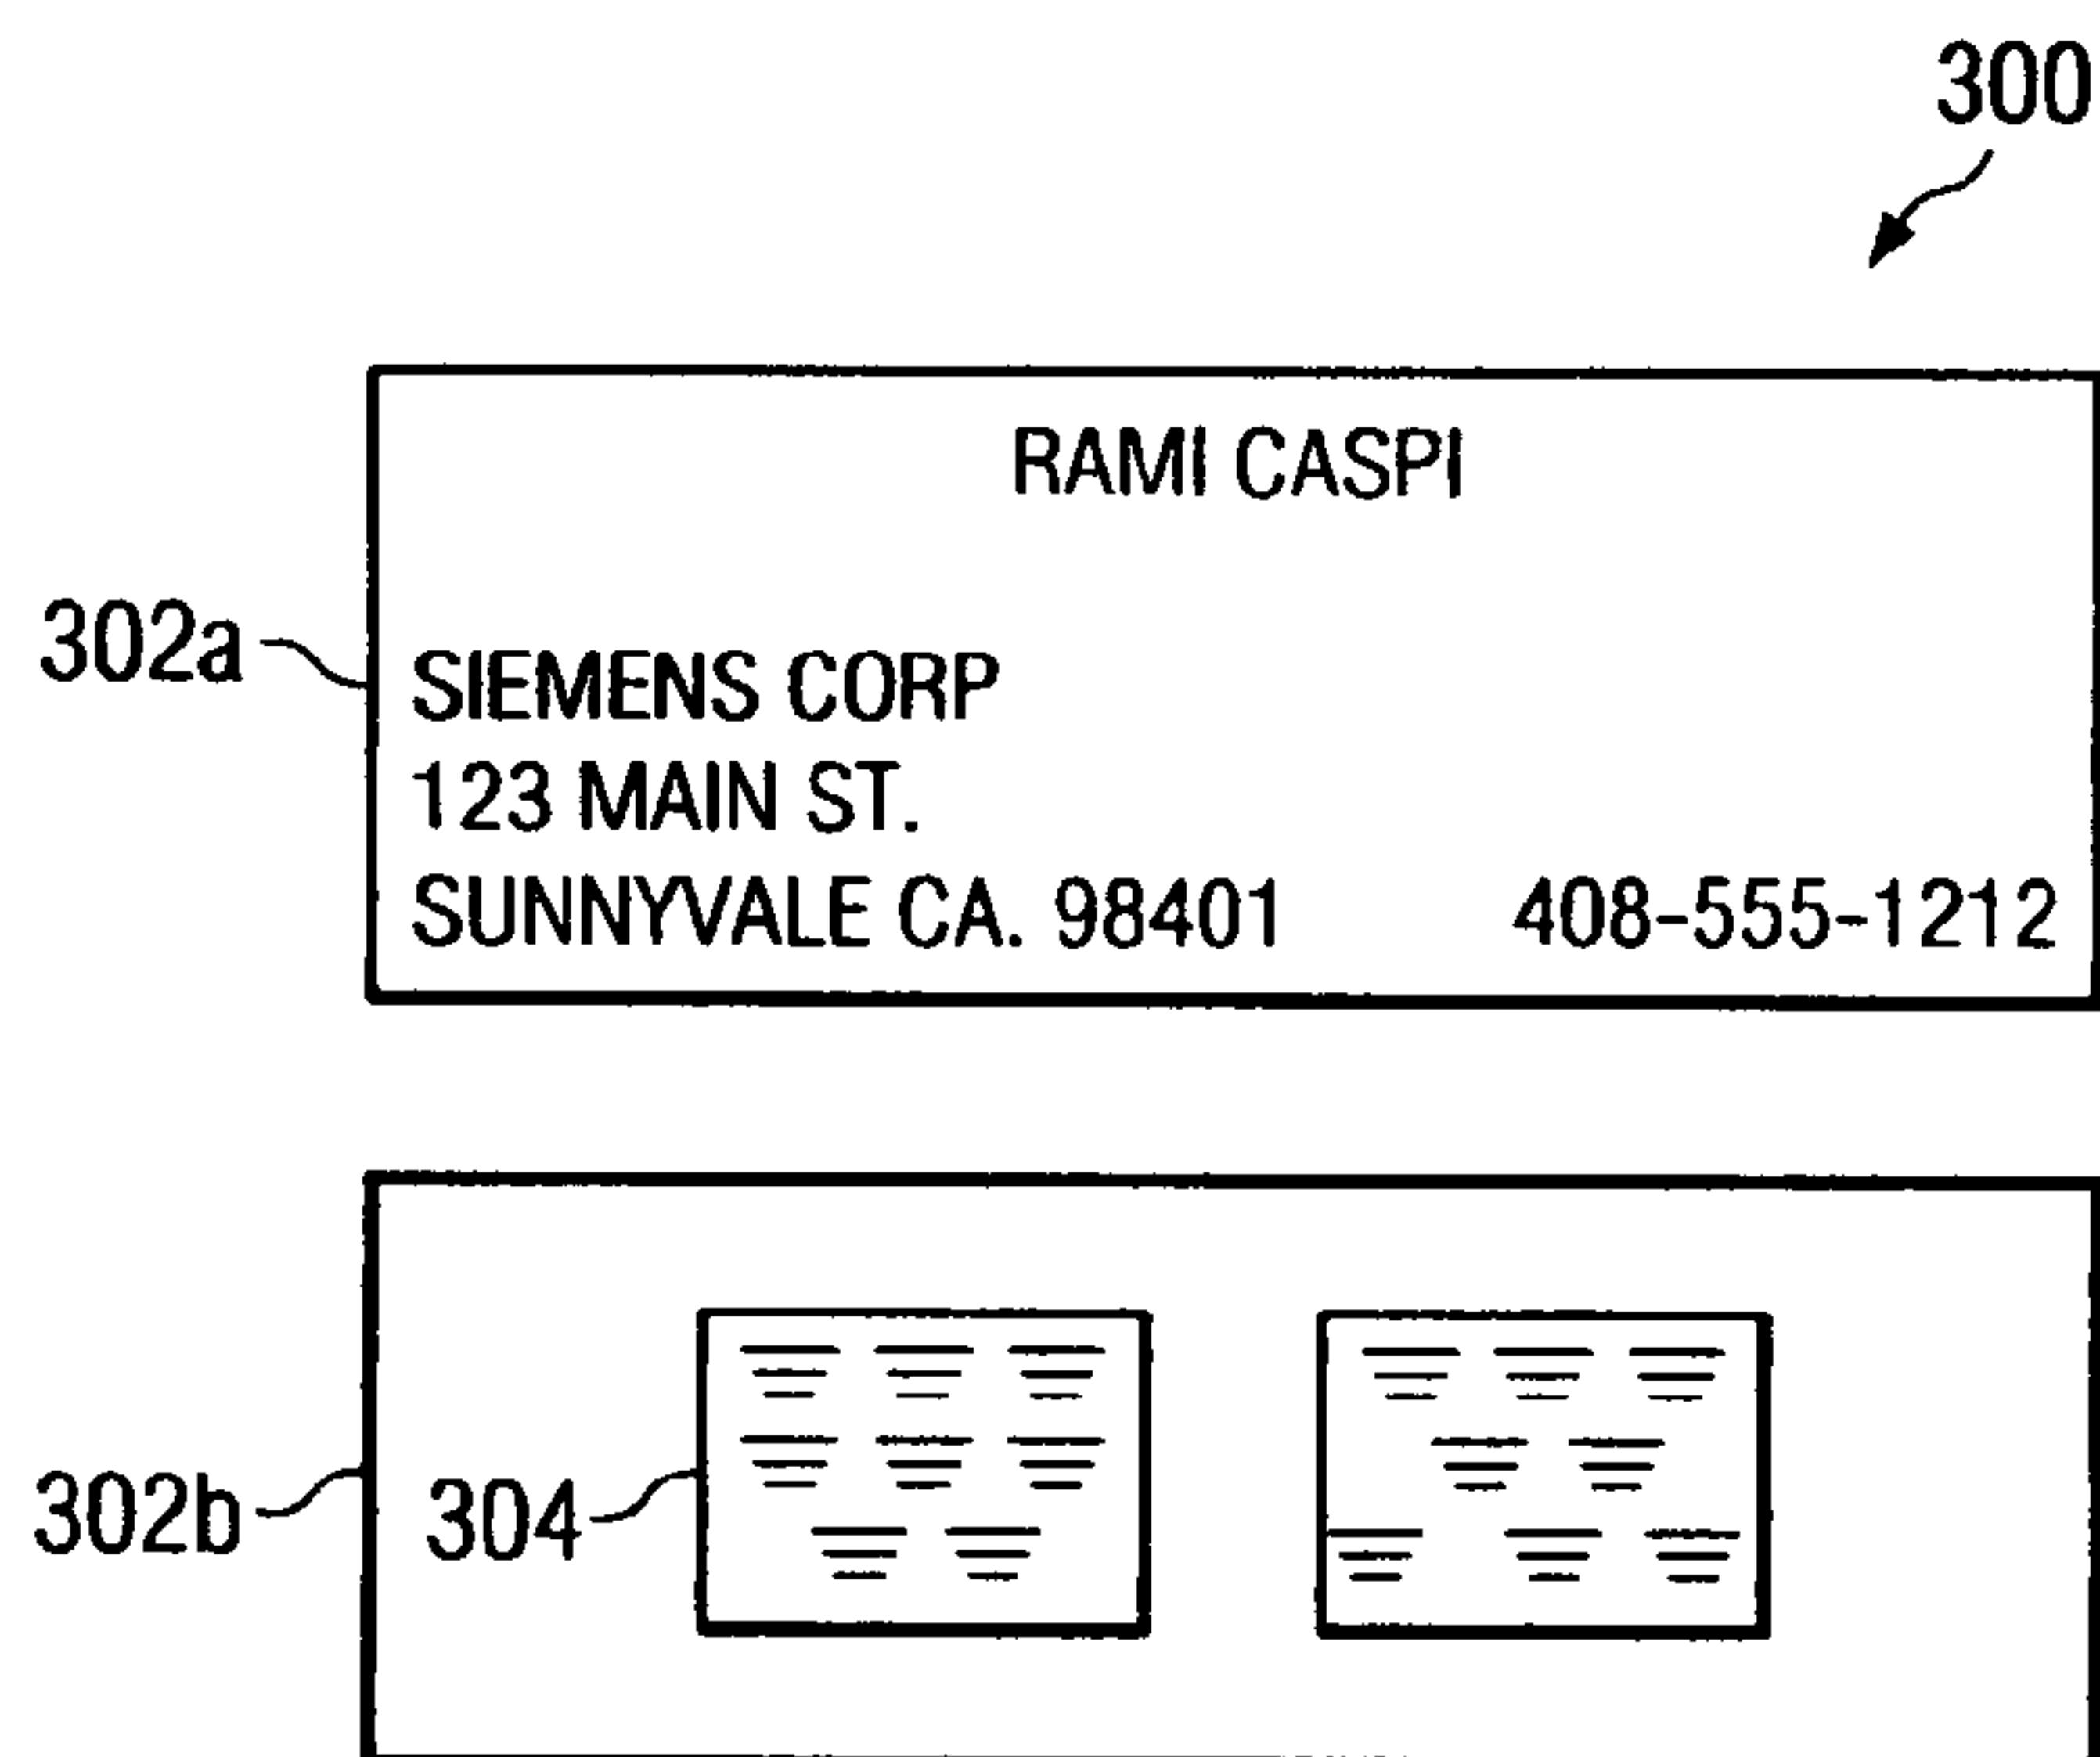 300
RAMI CASPI
302a
SIEMENS CORP
123 MAIN ST.
SUNNYVALE CA. 98401 408-555-1212
302b
304